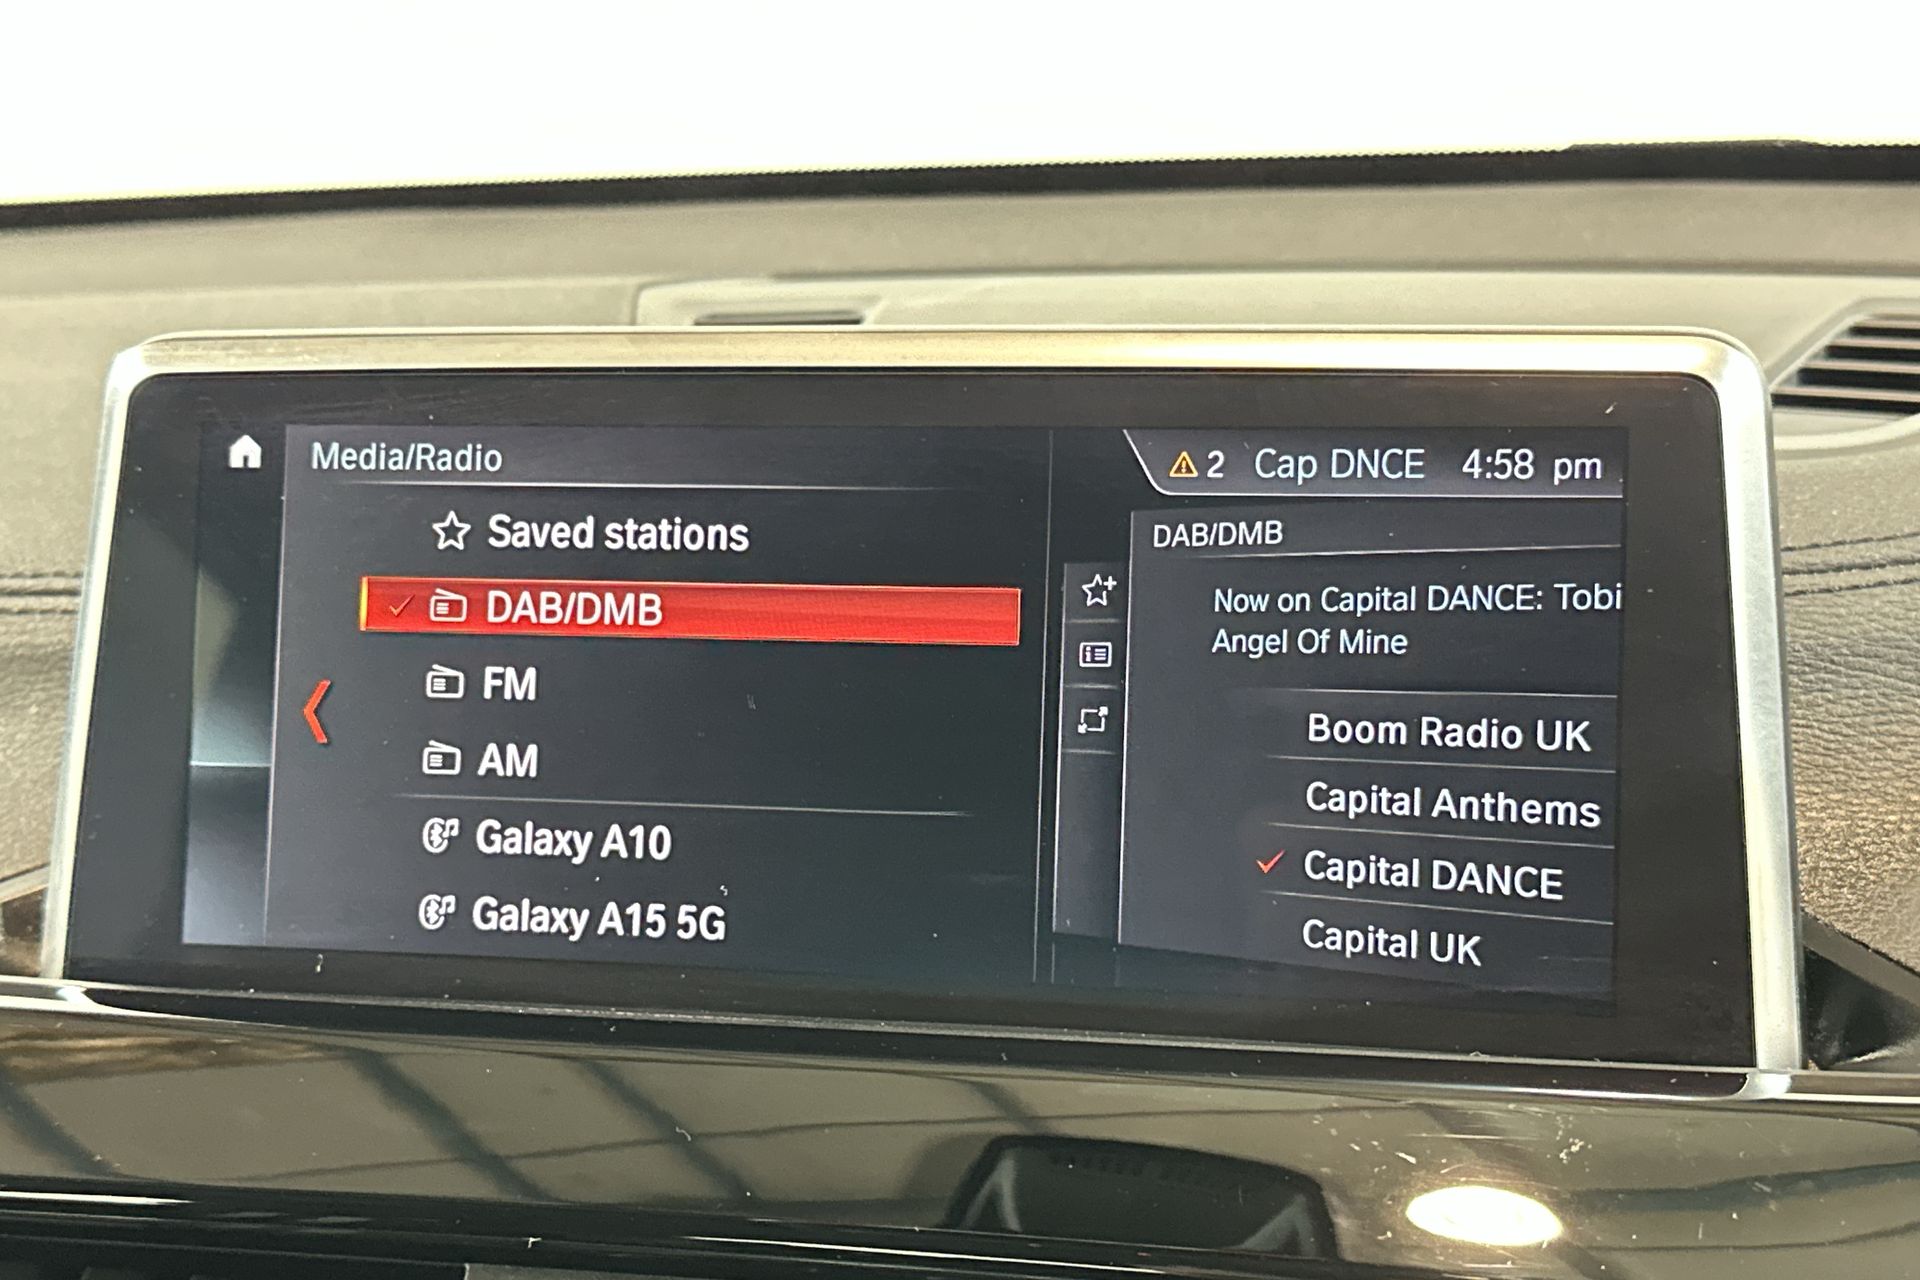 Media/Radio
2 Cap DNCE 4:58 pm
Saved stations
DAB/DMB
FM
AM
Galaxy A10
Galaxy A15 5G
DAB/DMB
Now on Capital DANCE: Tobi
Angel Of Mine
Boom Radio UK
Capital Anthems
Capital DANCE
Capital UK